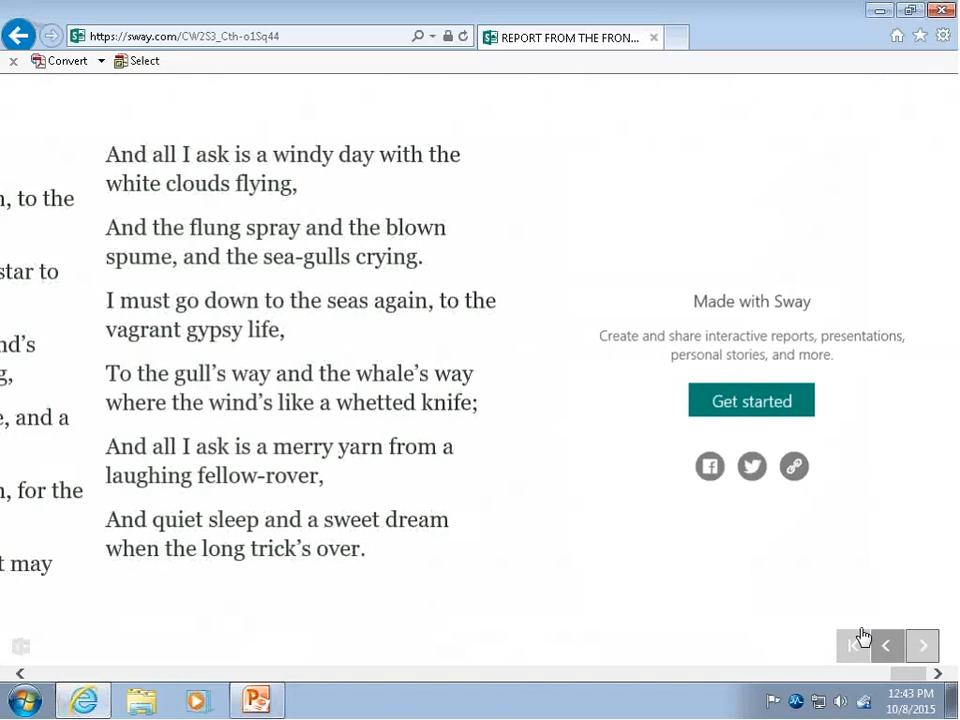 https://sway.com/CW2S3_Cth-o1Sq44
REPORT FROM THE FRON...
x Convert Select
And all I ask is a windy day with the
white clouds flying,
n, to the
And the flung spray and the blown
spume, and the sea-gulls crying.
star to
I must go down to the seas again, to the
vagrant gypsy life,
nd’s
g,
To the gull’s way and the whale’s way
where the wind’s like a whetted knife;
e, and a
And all I ask is a merry yarn from a
laughing fellow-rover,
n, for the
And quiet sleep and a sweet dream
when the long trick’s over.
t may
Made with Sway
Create and share interactive reports, presentations,
personal stories, and more.
Get started
12:43 PM
10/8/2015